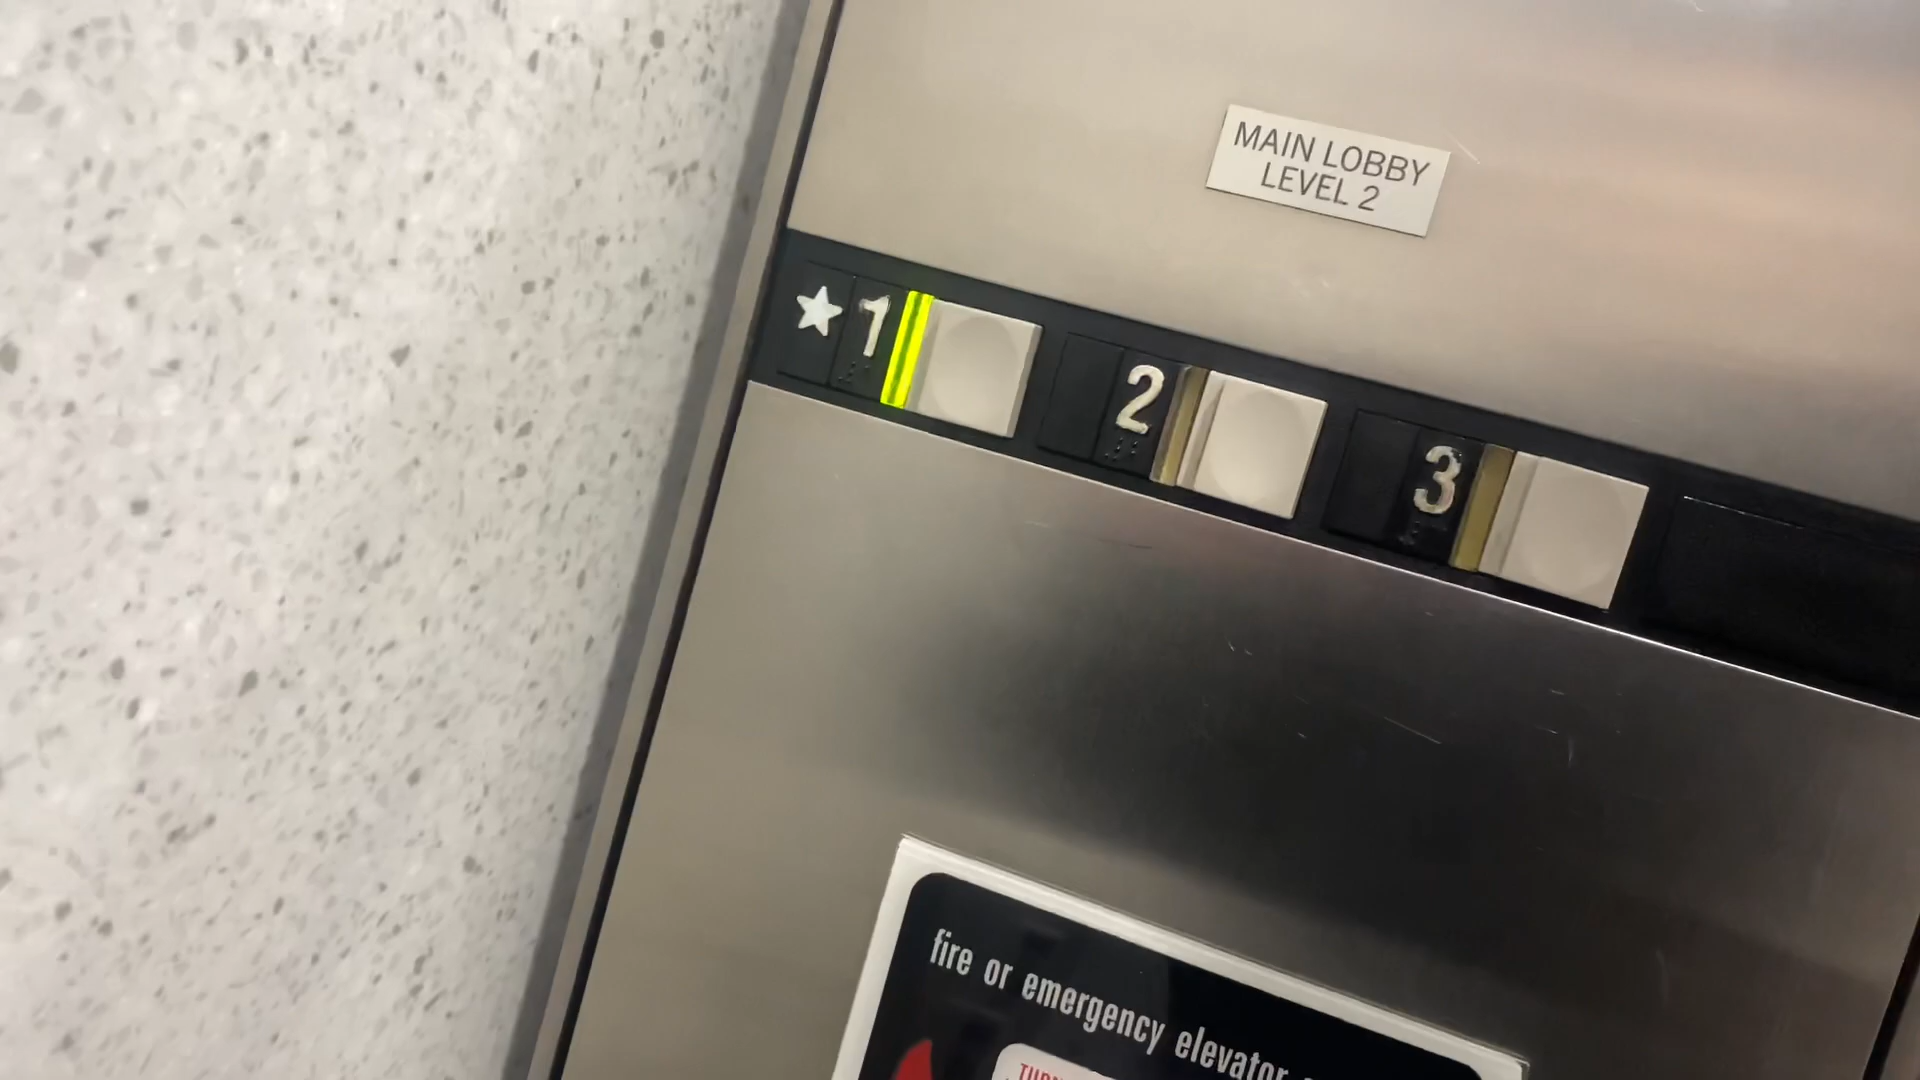 MAIN LOBBY
LEVEL 2
★ 1
2
3
fire or emergency elevator